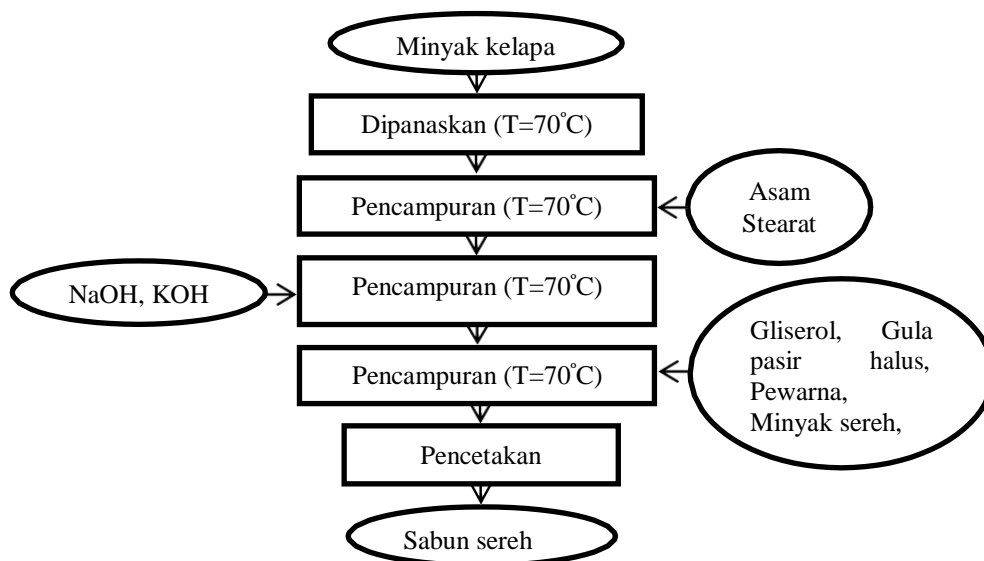 Minyak kelapa
Dipanaskan (T=70°C)
Pencampuran (T=70°C)
Asam
Stearat
NaOH, KOH
Pencampuran (T=70°C)
Pencampuran (T=70°C)
Gliserol, Gula
pasir halus,
Pewarna,
Minyak sereh,
Pencetakan
Sabun sereh